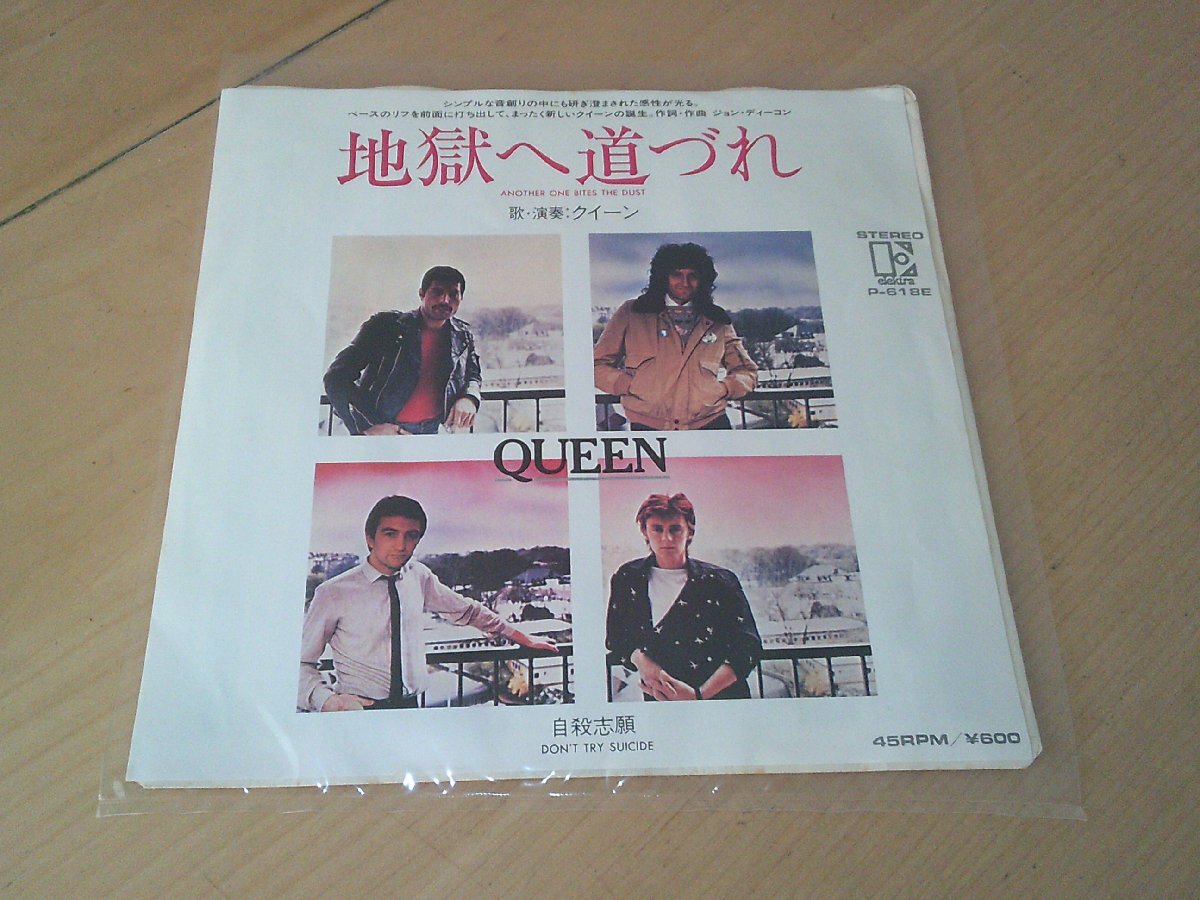 シンプルな音創りの中にも研ぎ澄まされた感性が光る。
ベースのリフを前面に打ち出して、まったく新しいクイーンの誕生。作詞・作曲 ジョン・ディーコン
地獄へ道づれ
ANOTHER ONE BITES THE DUST
歌・演奏:クイーン
STEREO
elektra
P-618E
QUEEN
自殺志願
DON'T TRY SUICIDE
45RPM/¥600